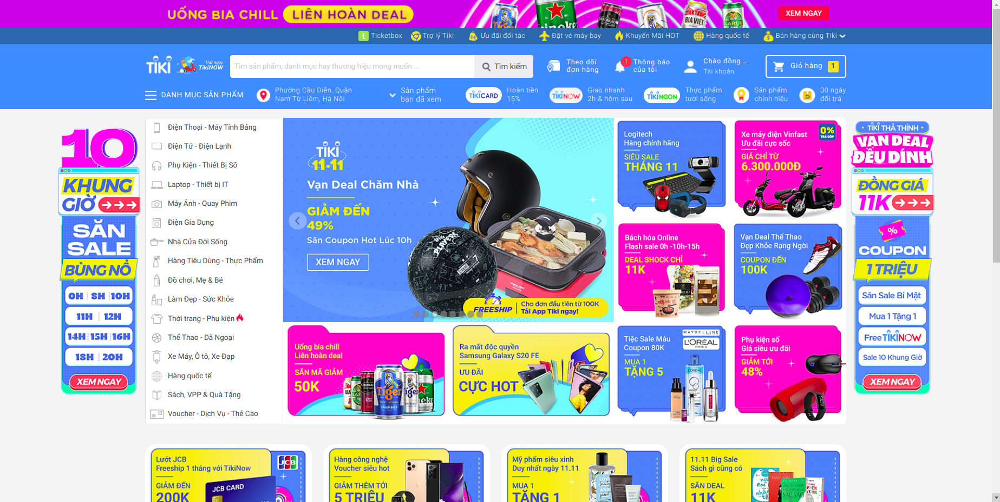 UỐNG BIA CHILL LIÊN HOÀN DEAL
XEM NGAY
Ticketbox
Trợ lý Tiki
Ưu đãi đối tác
Đặt vé máy bay
Khuyến Mãi HOT
Hàng quốc tế
Bán hàng cùng Tiki
TIKI
Thử ngay
TikiNOW
Tìm sản phẩm, danh mục hay thương hiệu mong muốn ...
Tìm kiếm
Theo dõi
đơn hàng
1
Thông báo
của tôi
Chào đồng ...
Tài khoản
Giỏ hàng 1
DANH MỤC SẢN PHẨM
Phường Cầu Diễn, Quận
Nam Từ Liêm, Hà Nội
Sản phẩm
bạn đã xem
TIKICARD
Hoàn tiền
15%
TIKINOW
Giao nhanh
2h & hôm sau
TIKINGON
Thực phẩm
tươi sống
Sản phẩm
chính hiệu
30 ngày
đổi trả
10
KHUNG
GIỜ
SĂN
SALE
BÙNG NỔ
0H 8H 10H
11H 12H
14H 15H 16H
18H 20H
XEM NGAY
Điện Thoại - Máy Tính Bảng
Điện Tử - Điện Lạnh
Phụ Kiện - Thiết Bị Số
Laptop - Thiết bị IT
Máy Ảnh - Quay Phim
Điện Gia Dụng
Nhà Cửa Đời Sống
Hàng Tiêu Dùng - Thực Phẩm
Đồ chơi, Mẹ & Bé
Làm Đẹp - Sức Khỏe
Thời trang - Phụ kiện
Thể Thao - Dã Ngoại
Xe Máy, Ô tô, Xe Đạp
Hàng quốc tế
Sách, VPP & Quà Tặng
Voucher - Dịch Vụ - Thẻ Cào
TIKI
11.11
Vạn Deal Chăm Nhà
GIẢM ĐẾN
49%
Săn Coupon Hot Lúc 10h
XEM NGAY
BIG
PLAYERS
7
FREESHIP
Cho đơn đầu tiên từ 100K
Tải App Tiki ngay!
Logitech
Hàng chính hãng
SIÊU SALE
THÁNG 11
Xe máy điện Vinfast
Ưu đãi cực sốc
GIÁ CHỈ TỪ
6.300.000Đ
0%
TRẢ GÓP
Bách hóa Online
Flash sale 0h -10h-15h
DEAL SHOCK CHỈ
11K
Vạn Deal Thể Thao
Đẹp Khỏe Rạng Ngời
COUPON ĐẾN
100K
Uống bia chill
Liên hoàn deal
SĂN MÃ GIẢM
50K
Tiger
Ra mắt độc quyền
Samsung Galaxy S20 FE
ƯU ĐÃI
CỰC HOT
Tiệc Sale Máu
Coupon 80K
MUA 1
TẶNG 5
MAYBELLINE
L'ORÉAL
PARIS
Phụ kiện số
Giá siêu ưu đãi
GIẢM TỚI
48%
TIKI THẢ THÍNH
VẠN DEAL
ĐỀU DÍNH
ĐỒNG GIÁ
11K
%
COUPON
1 TRIỆU
Săn Sale Bí Mật
Mua 1 Tặng 1
Free TIKINOW
Sale 10 Khung Giờ
XEM NGAY
Lướt JCB
Freeship 1 tháng với TikiNow
GIẢM ĐẾN
200K
JCB
JCB CARD
Hàng công nghệ
Voucher siêu hot
GIẢM THÊM TỚI
5 TRIỆU
Mỹ phẩm siêu xinh
Duy nhất ngày 11.11
MUA 1
TẶNG 1
11.11 Big Sale
Sách gì cũng có
SĂN DEAL
11K